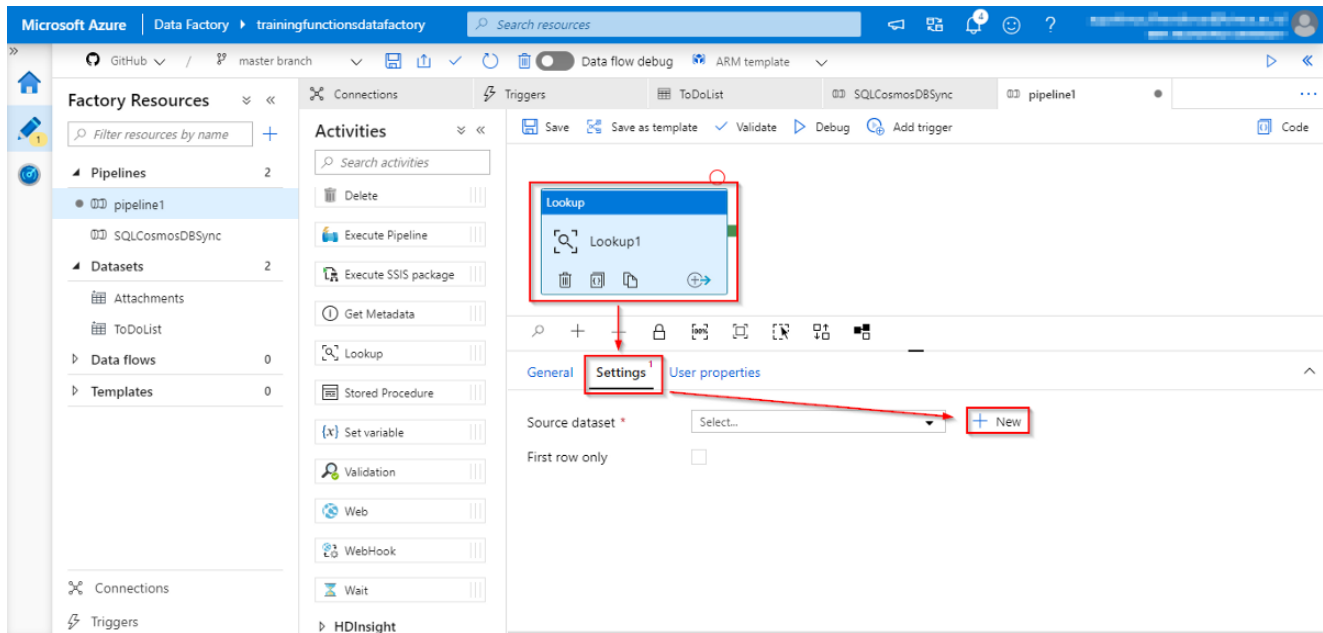 Microsoft Azure Data Factory trainingfunctionsdatafactory Search resources 4 ?
GitHub / master branch Data flow debug ARM template
Factory Resources
Filter resources by name
1
Pipelines 2
pipeline1
SQLCosmosDBSync
Datasets 2
Attachments
ToDoList
Data flows 0
Templates 0
Connections
Triggers
Connections Triggers ToDoList SQLCosmosDBSync pipeline1
Activities
Search activities
Delete
Execute Pipeline
Execute SSIS package
Get Metadata
Lookup
Stored Procedure
{x} Set variable
Validation
Web
WebHook
Wait
HDInsight
Save Save as template Validate Debug Add trigger Code
Lookup
Lookup1
100%
General Settings 1 User properties
Source dataset * Select... New
First row only